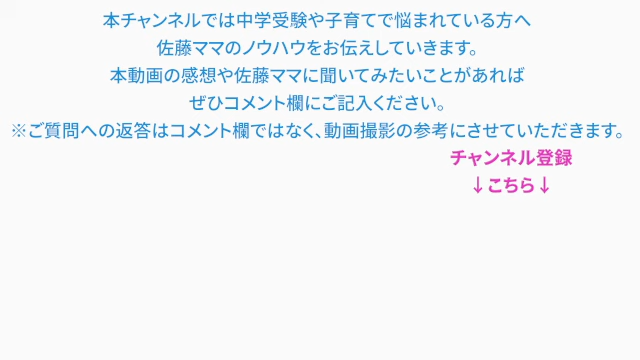 本チャンネルでは中学受験や子育てで悩まれている方へ
佐藤ママのノウハウをお伝えしていきます。
本動画の感想や佐藤ママに聞いてみたいことがあれば
ぜひコメント欄にご記入ください。
※ご質問への返答はコメント欄ではなく、動画撮影の参考にさせていただきます。
チャンネル登録
↓こちら↓